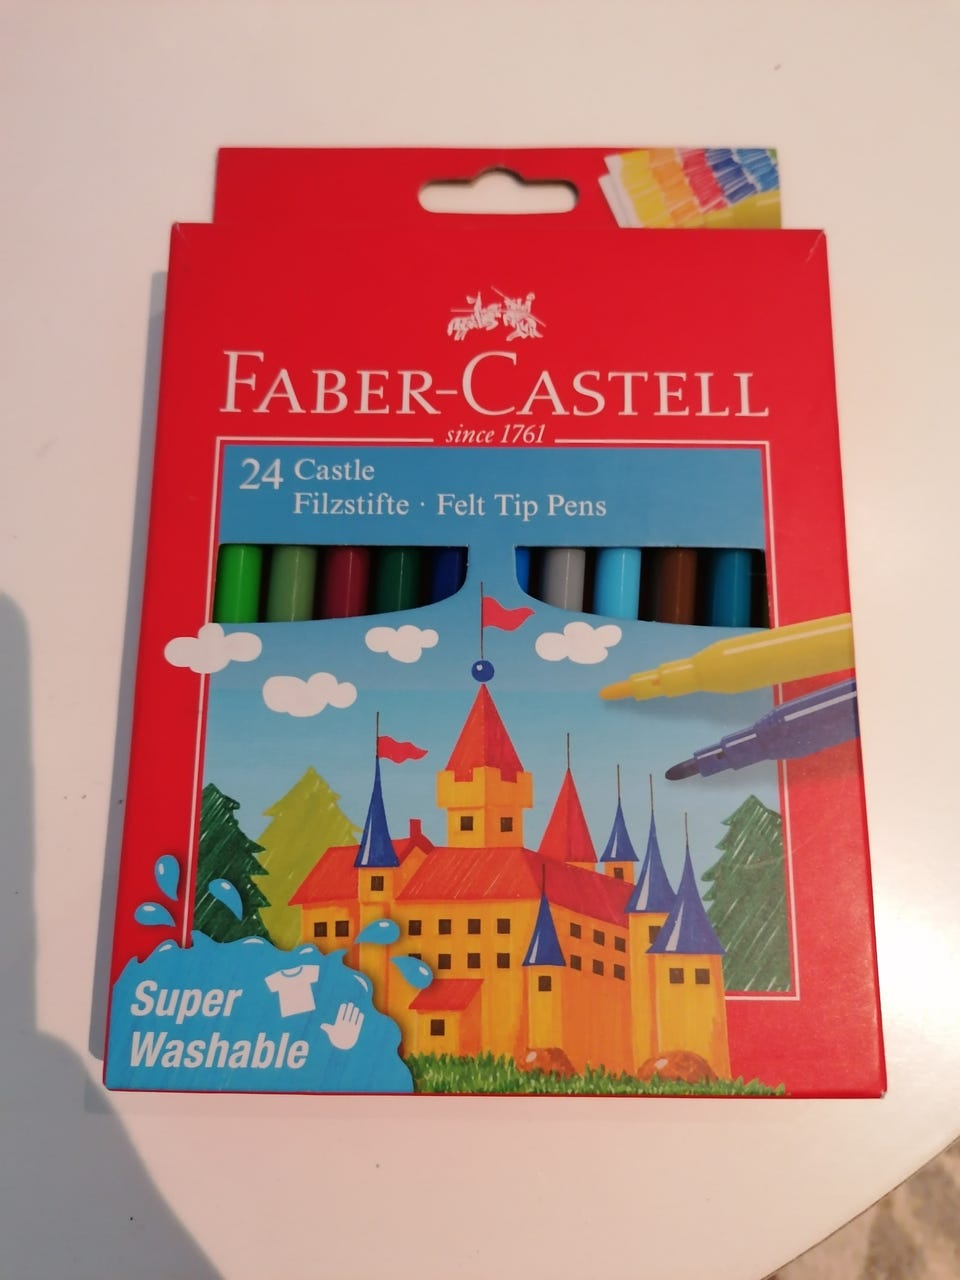 FABER-CASTELL
since 1761
24 Castle
Filzstifte · Felt Tip Pens
Super
Washable